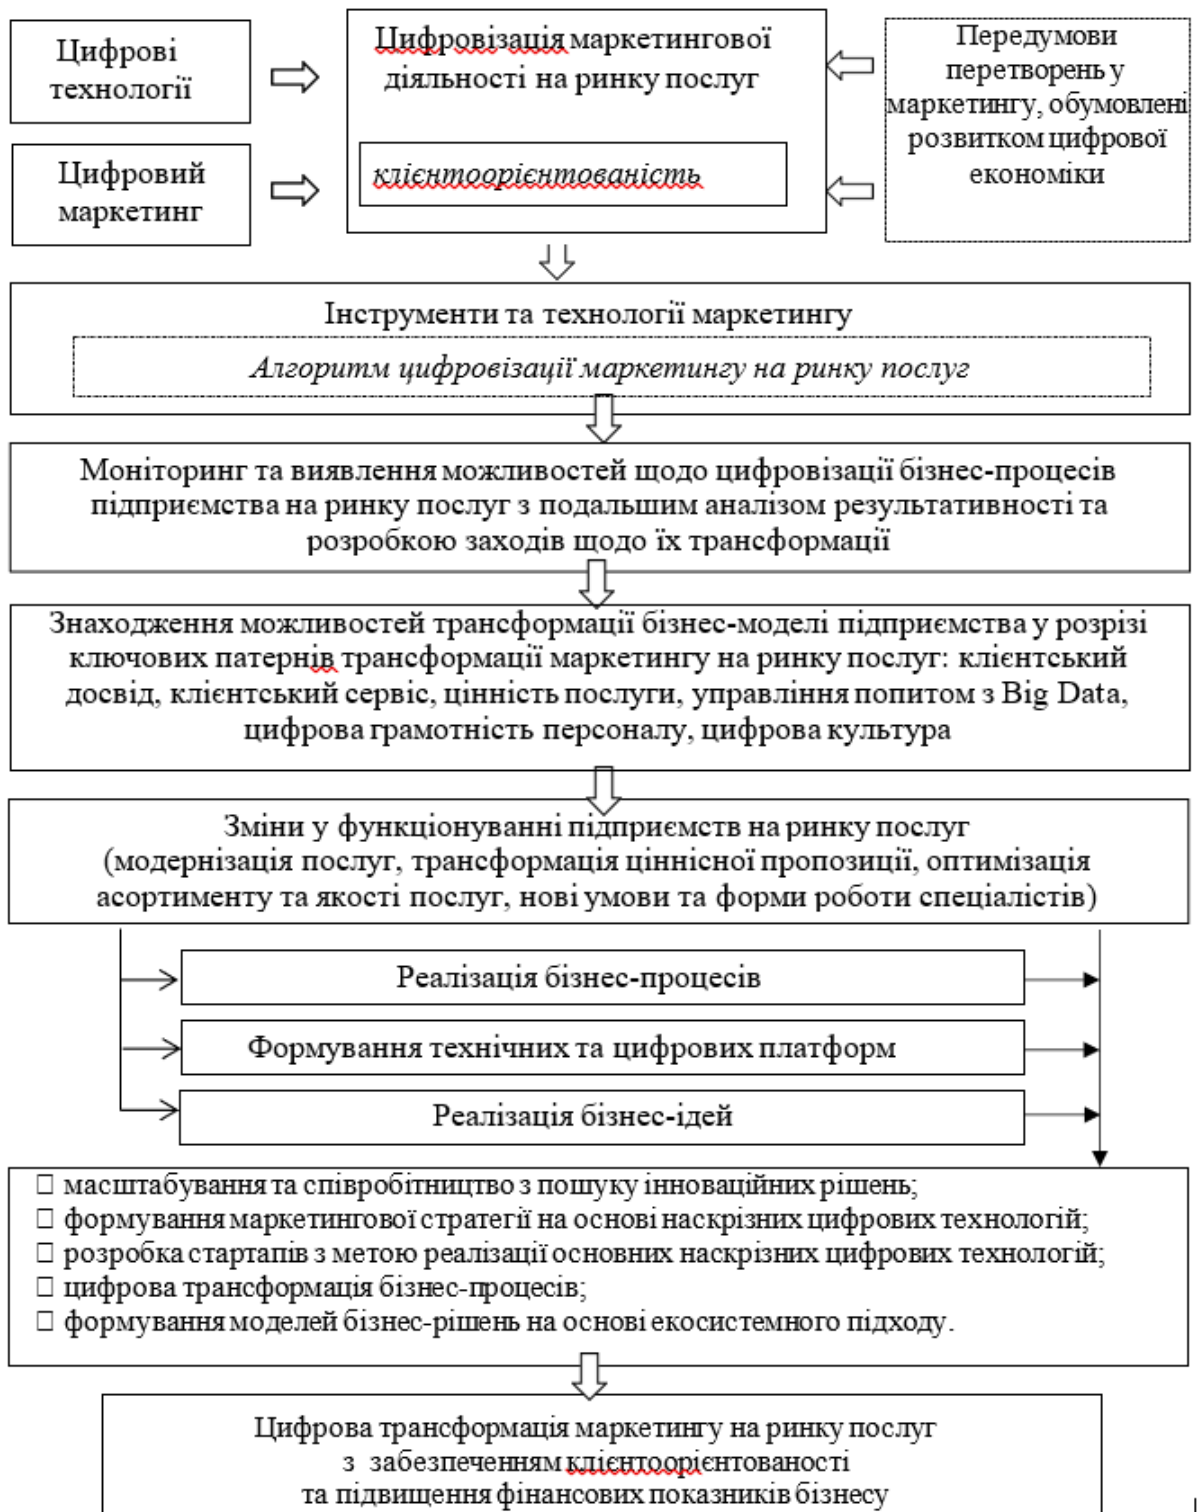 Цифрові
технології
Цифровізація маркетингової
діяльності на ринку послуг
Передумови
перетворень у
маркетингу, обумовлені
розвитком цифрової
економіки
Цифровий
маркетинг
клієнтоорієнтованість
Інструменти та технології маркетингу
Алгоритм цифровізації маркетингу на ринку послуг
Моніторинг та виявлення можливостей щодо цифровізації бізнес-процесів
підприємства на ринку послуг з подальшим аналізом результативності та
розробкою заходів щодо їх трансформації
Знаходження можливостей трансформації бізнес-моделі підприємства у розрізі
ключових патернів трансформації маркетингу на ринку послуг: клієнтський
досвід, клієнтський сервіс, цінність послуги, управління попитом з Big Data,
цифрова грамотність персоналу, цифрова культура
Зміни у функціонуванні підприємств на ринку послуг
(модернізація послуг, трансформація ціннісної пропозиції, оптимізація
асортименту та якості послуг, нові умови та форми роботи спеціалістів)
Реалізація бізнес-процесів
Формування технічних та цифрових платформ
Реалізація бізнес-ідей
масштабування та співробітництво з пошуку інноваційних рішень;
формування маркетингової стратегії на основі наскрізних цифрових технологій;
розробка стартапів з метою реалізації основних наскрізних цифрових технологій;
цифрова трансформація бізнес-процесів;
формування моделей бізнес-рішень на основі екосистемного підходу.
Цифрова трансформація маркетингу на ринку послуг
з забезпеченням клієнтоорієнтованості
та підвищення фінансових показників бізнесу